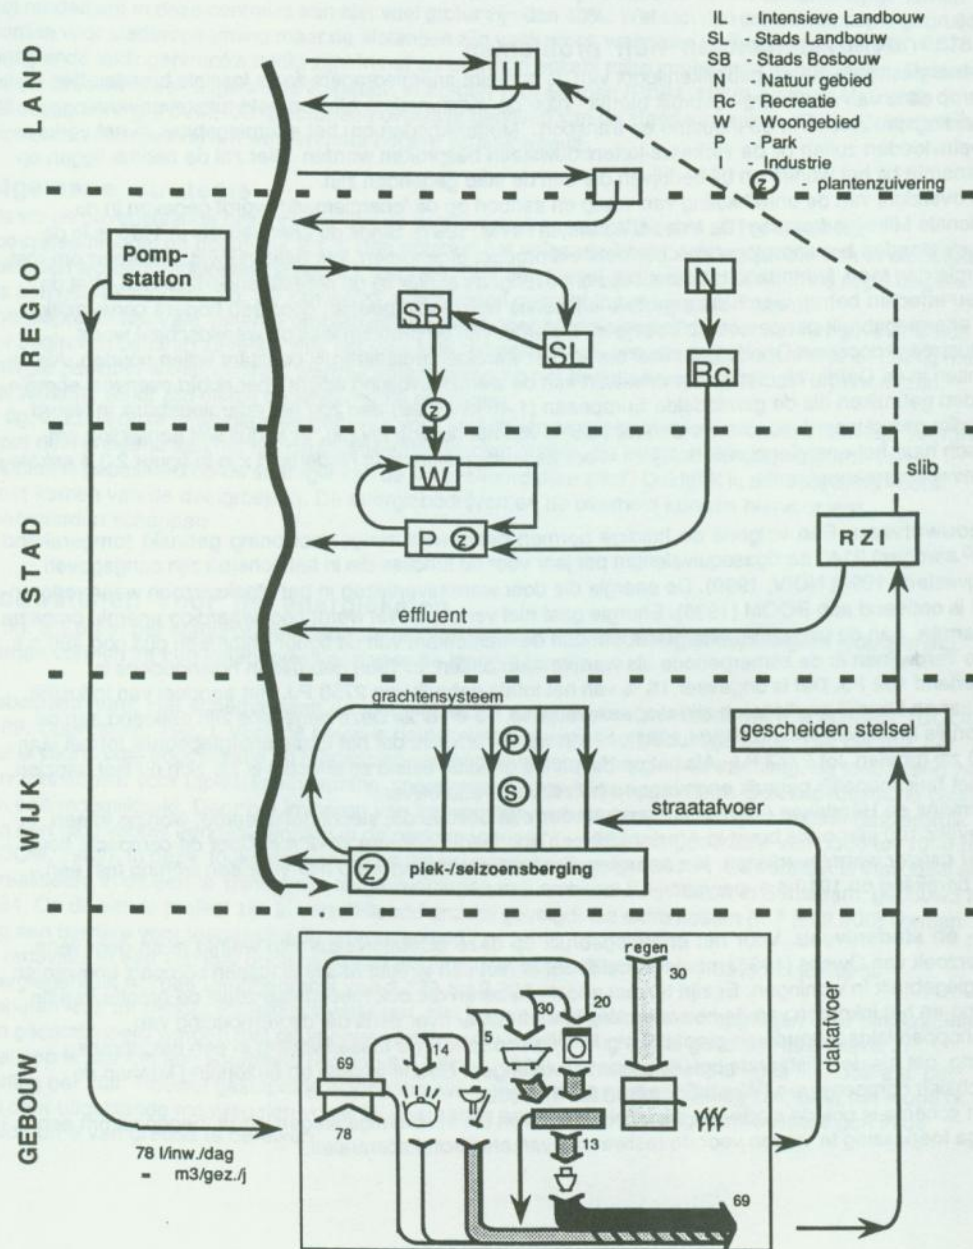 IL - Intensieve Landbouw
SL - Stads Landbouw
SB - Stads Bosbouw
N - Natuur gebied
Rc - Recreatie
W - Woongebied
P - Park
I - Industrie
z - plantenzuivering
LAND
IL
REGIO
I
Pomp-
station
SB
SL
N
Rc
z
STAD
W
P z
slib
RZI
effluent
WIJK
grachtensysteem
P
S
gescheiden stelsel
straatafvoer
z
plek-/seizoensberging
GEBOUW
regen
30
20
30
5
14
69
78
13
69
dakafvoer
78 l/inw./dag
= m3/gez./j